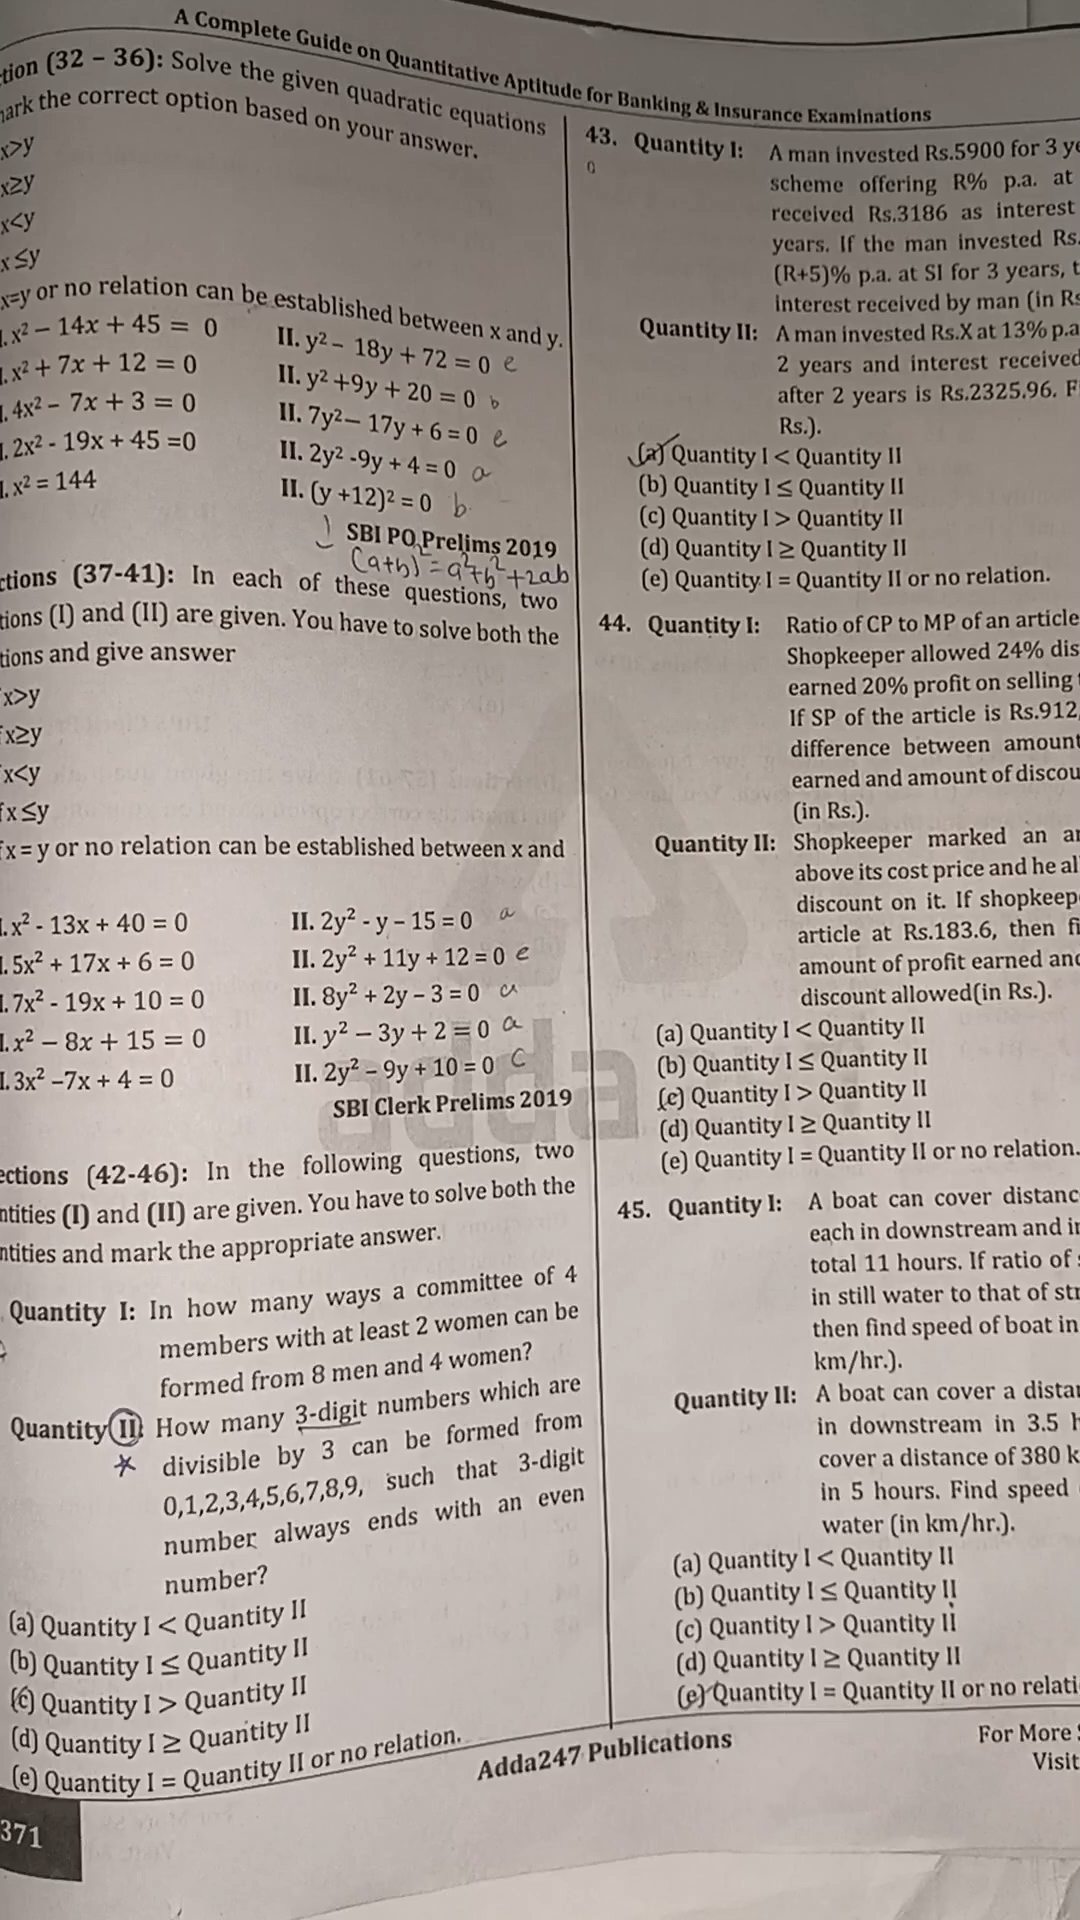 A Complete Guide on Quantitative Aptitude for Banking & Insurance Examinations
tion (32 – 36): Solve the given quadratic equations
ark the correct option based on your answer.
x>y
x≥y
x<y
x ≤y
x=y or no relation can be established between x and y.
I. x² – 14x + 45 = 0 II. y² – 18y + 72 = 0 e
I. x² + 7x + 12 = 0 II. y² +9y + 20 = 0 b
I. 4x² – 7x + 3 = 0 II. 7y²– 17y + 6 = 0 e
I. 2x² - 19x + 45 =0 II. 2y² -9y + 4 = 0 a
I. x² = 144 II. (y +12)² = 0 b
SBI PO Prelims 2019
(a+b)² = a²+b²+2ab
ctions (37-41): In each of these questions, two
tions (I) and (II) are given. You have to solve both the
tions and give answer
x>y
x≥y
x<y
f x ≤y
f x = y or no relation can be established between x and
I. x² - 13x + 40 = 0 II. 2y² - y – 15 = 0 a
I. 5x² + 17x + 6 = 0 II. 2y² + 11y + 12 = 0 e
I. 7x² - 19x + 10 = 0 II. 8y² + 2y – 3 = 0 a
I. x² – 8x + 15 = 0 II. y² – 3y + 2 = 0 a
I. 3x² –7x + 4 = 0 II. 2y² – 9y + 10 = 0 c
SBI Clerk Prelims 2019
ections (42-46): In the following questions, two
ntities (I) and (II) are given. You have to solve both the
ntities and mark the appropriate answer.
Quantity I: In how many ways a committee of 4
members with at least 2 women can be
formed from 8 men and 4 women?
Quantity II: How many 3-digit numbers which are
divisible by 3 can be formed from
0,1,2,3,4,5,6,7,8,9, such that 3-digit
number always ends with an even
number?
(a) Quantity I < Quantity II
(b) Quantity I ≤ Quantity II
(c) Quantity I > Quantity II
(d) Quantity I ≥ Quantity II
(e) Quantity I = Quantity II or no relation.
43. Quantity I: A man invested Rs.5900 for 3 ye
scheme offering R% p.a. at
received Rs.3186 as interest
years. If the man invested Rs.
(R+5)% p.a. at SI for 3 years, t
interest received by man (in Rs
Quantity II: A man invested Rs.X at 13% p.a
2 years and interest received
after 2 years is Rs.2325.96. F
Rs.).
(a) Quantity I < Quantity II
(b) Quantity I ≤ Quantity II
(c) Quantity I > Quantity II
(d) Quantity I ≥ Quantity II
(e) Quantity I = Quantity II or no relation.
44. Quantity I: Ratio of CP to MP of an article
Shopkeeper allowed 24% dis
earned 20% profit on selling
If SP of the article is Rs.912,
difference between amount
earned and amount of discou
(in Rs.).
Quantity II: Shopkeeper marked an ar
above its cost price and he al
discount on it. If shopkeep
article at Rs.183.6, then fi
amount of profit earned and
discount allowed(in Rs.).
(a) Quantity I < Quantity II
(b) Quantity I ≤ Quantity II
(c) Quantity I > Quantity II
(d) Quantity I ≥ Quantity II
(e) Quantity I = Quantity II or no relation.
45. Quantity I: A boat can cover distanc
each in downstream and in
total 11 hours. If ratio of
in still water to that of str
then find speed of boat in
km/hr.).
Quantity II: A boat can cover a distan
in downstream in 3.5 h
cover a distance of 380 k
in 5 hours. Find speed
water (in km/hr.).
(a) Quantity I < Quantity II
(b) Quantity I ≤ Quantity II
(c) Quantity I > Quantity II
(d) Quantity I ≥ Quantity II
(e) Quantity I = Quantity II or no relati
Adda247 Publications
For More
Visit
371